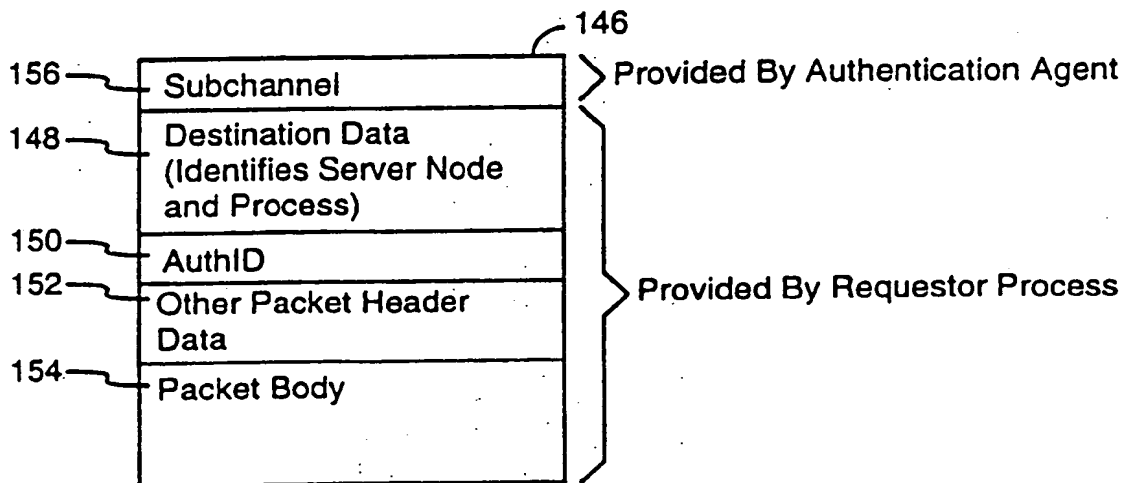 146
156
Subchannel
Provided By Authentication Agent
148
Destination Data
(Identifies Server Node
and Process)
150
AuthID
152
Other Packet Header
Data
Provided By Requestor Process
154
Packet Body